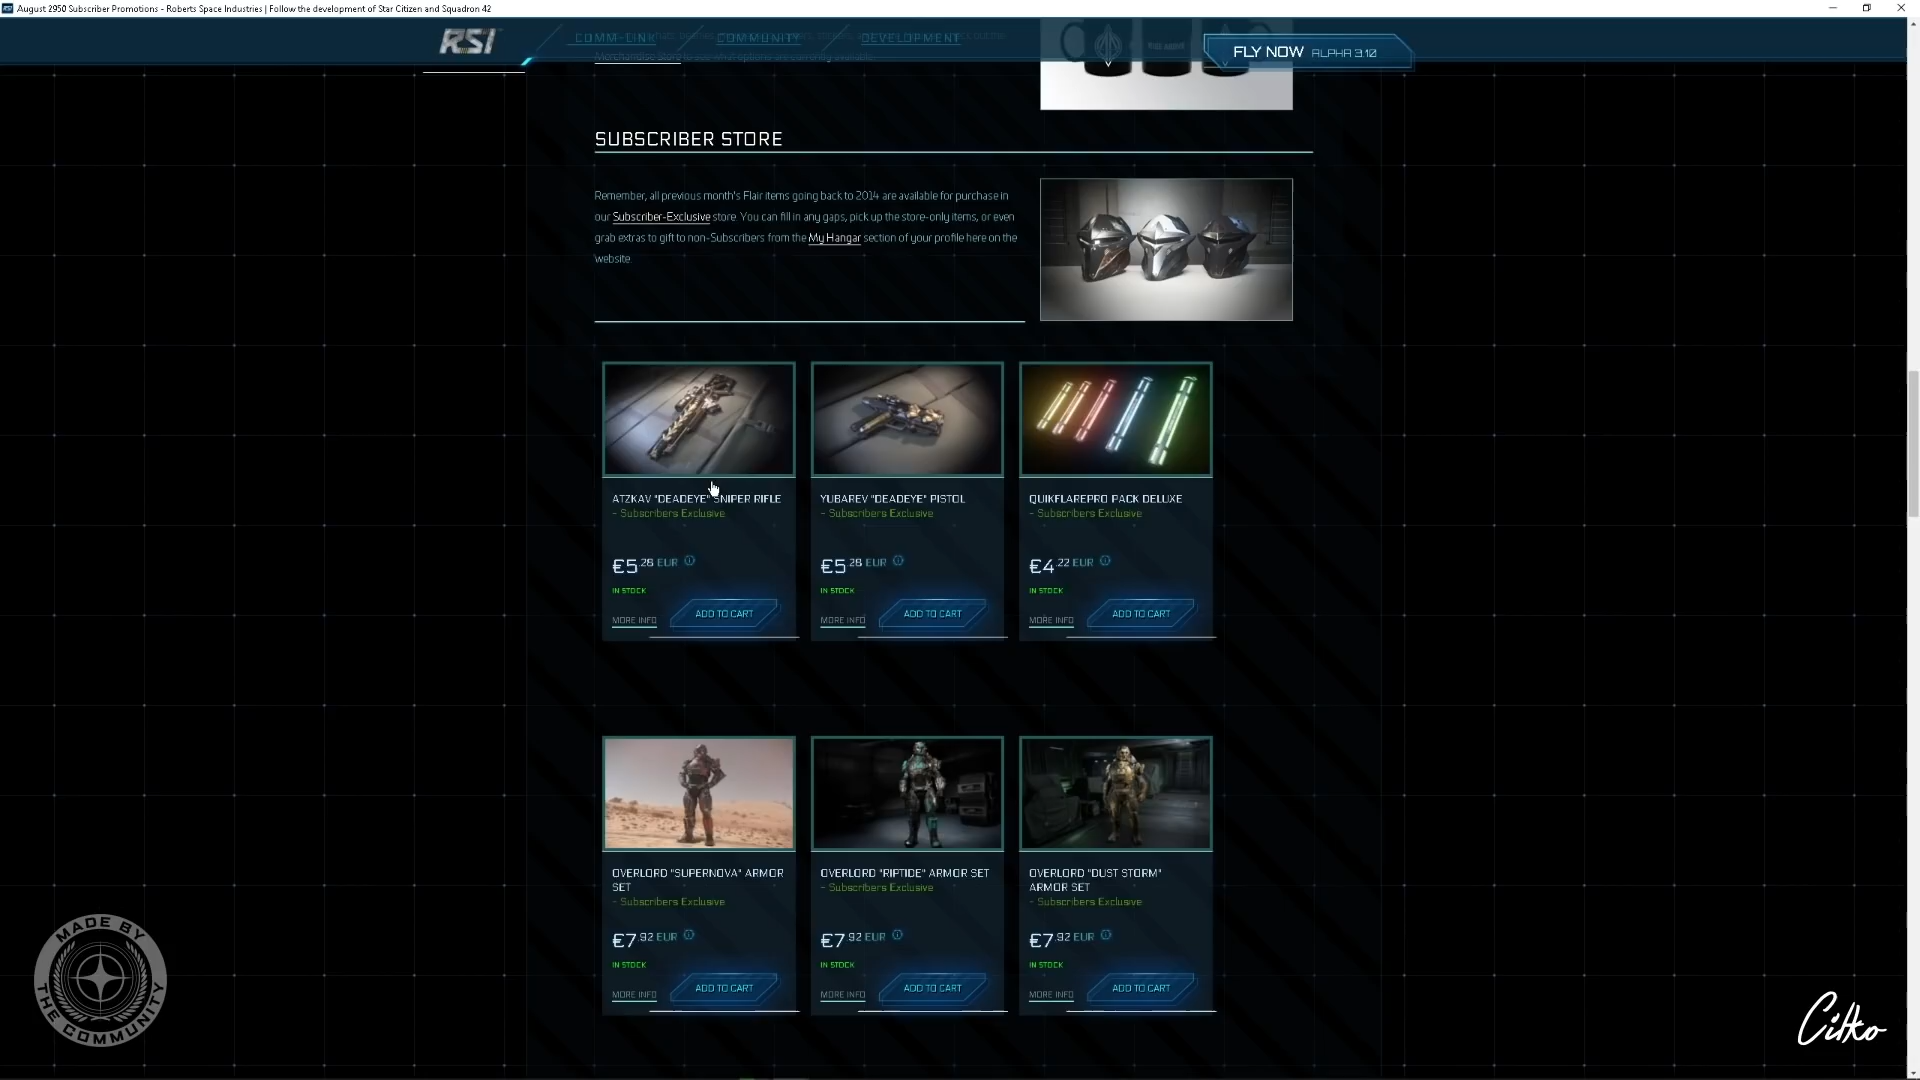 August 2950 Subscriber Promotions - Roberts Space Industries | Follow the development of Star Citizen and Squadron 42
RSI
COMM-LINK
COMMUNITY
DEVELOPMENT
FLY NOW ALPHA 3.10
SUBSCRIBER STORE
Remember, all previous month's Flair items going back to 2014 are available for purchase in
our Subscriber-Exclusive store. You can fill in any gaps, pick up the store-only items, or even
grab extras to gift to non-Subscribers from the My Hangar section of your profile here on the
website.
ATZKAV "DEADEYE" SNIPER RIFLE
- Subscribers Exclusive
€5.28 EUR
IN STOCK
MORE INFO
ADD TO CART
YUBAREV "DEADEYE" PISTOL
- Subscribers Exclusive
€5.28 EUR
IN STOCK
MORE INFO
ADD TO CART
QUIKFLAREPRO PACK DELUXE
- Subscribers Exclusive
€4.22 EUR
IN STOCK
MORE INFO
ADD TO CART
OVERLORD "SUPERNOVA" ARMOR
SET
- Subscribers Exclusive
€7.92 EUR
IN STOCK
MORE INFO
ADD TO CART
OVERLORD "RIPTIDE" ARMOR SET
- Subscribers Exclusive
€7.92 EUR
IN STOCK
MORE INFO
ADD TO CART
OVERLORD "DUST STORM"
ARMOR SET
- Subscribers Exclusive
€7.92 EUR
IN STOCK
MORE INFO
ADD TO CART
MADE BY
THE COMMUNITY